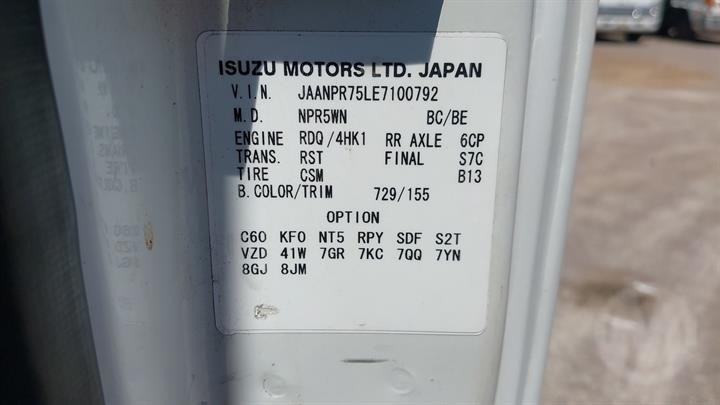 ISUZU MOTORS LTD. JAPAN
V.I.N. JAANPR75LE7100792
M.D. NPR5WN BC/BE
ENGINE RDQ/4HK1 RR AXLE 6CP
TRANS. RST FINAL S7C
TIRE CSM B13
B.COLOR/TRIM 729/155
OPTION
C60 KF0 NT5 RPY SDF S2T
VZD 41W 7GR 7KC 7QQ 7YN
8GJ 8JM